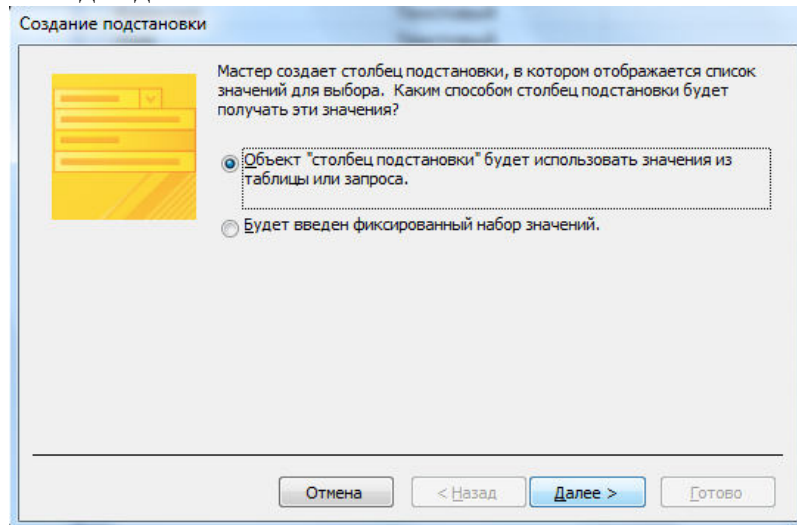 Создание подстановки
Мастер создает столбец подстановки, в котором отображается список
значений для выбора. Каким способом столбец подстановки будет
получать эти значения?
Объект "столбец подстановки" будет использовать значения из
таблицы или запроса.
Будет введен фиксированный набор значений.
Отмена
< Назад
Далее >
Готово